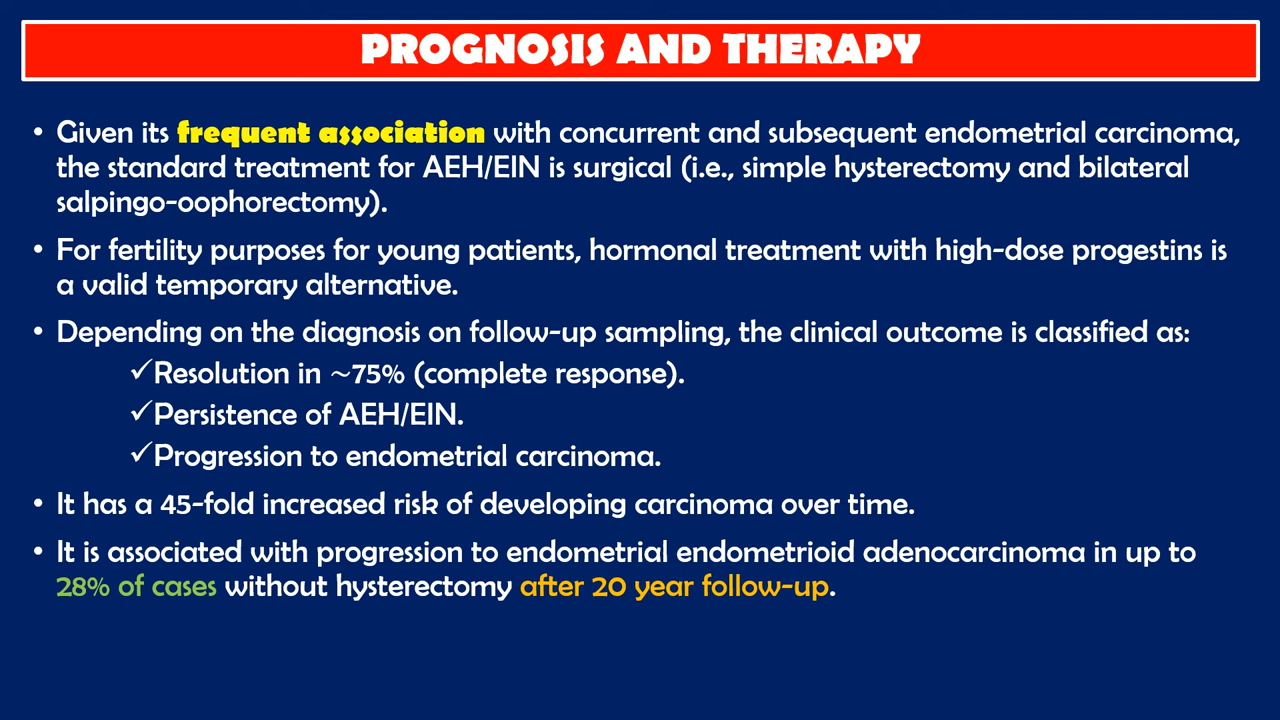 PROGNOSIS AND THERAPY
• Given its frequent association with concurrent and subsequent endometrial carcinoma,
the standard treatment for AEH/EIN is surgical (i.e., simple hysterectomy and bilateral
salpingo-oophorectomy).
• For fertility purposes for young patients, hormonal treatment with high-dose progestins is
a valid temporary alternative.
• Depending on the diagnosis on follow-up sampling, the clinical outcome is classified as:
✓Resolution in ~75% (complete response).
✓Persistence of AEH/EIN.
✓Progression to endometrial carcinoma.
• It has a 45-fold increased risk of developing carcinoma over time.
• It is associated with progression to endometrial endometrioid adenocarcinoma in up to
28% of cases without hysterectomy after 20 year follow-up.